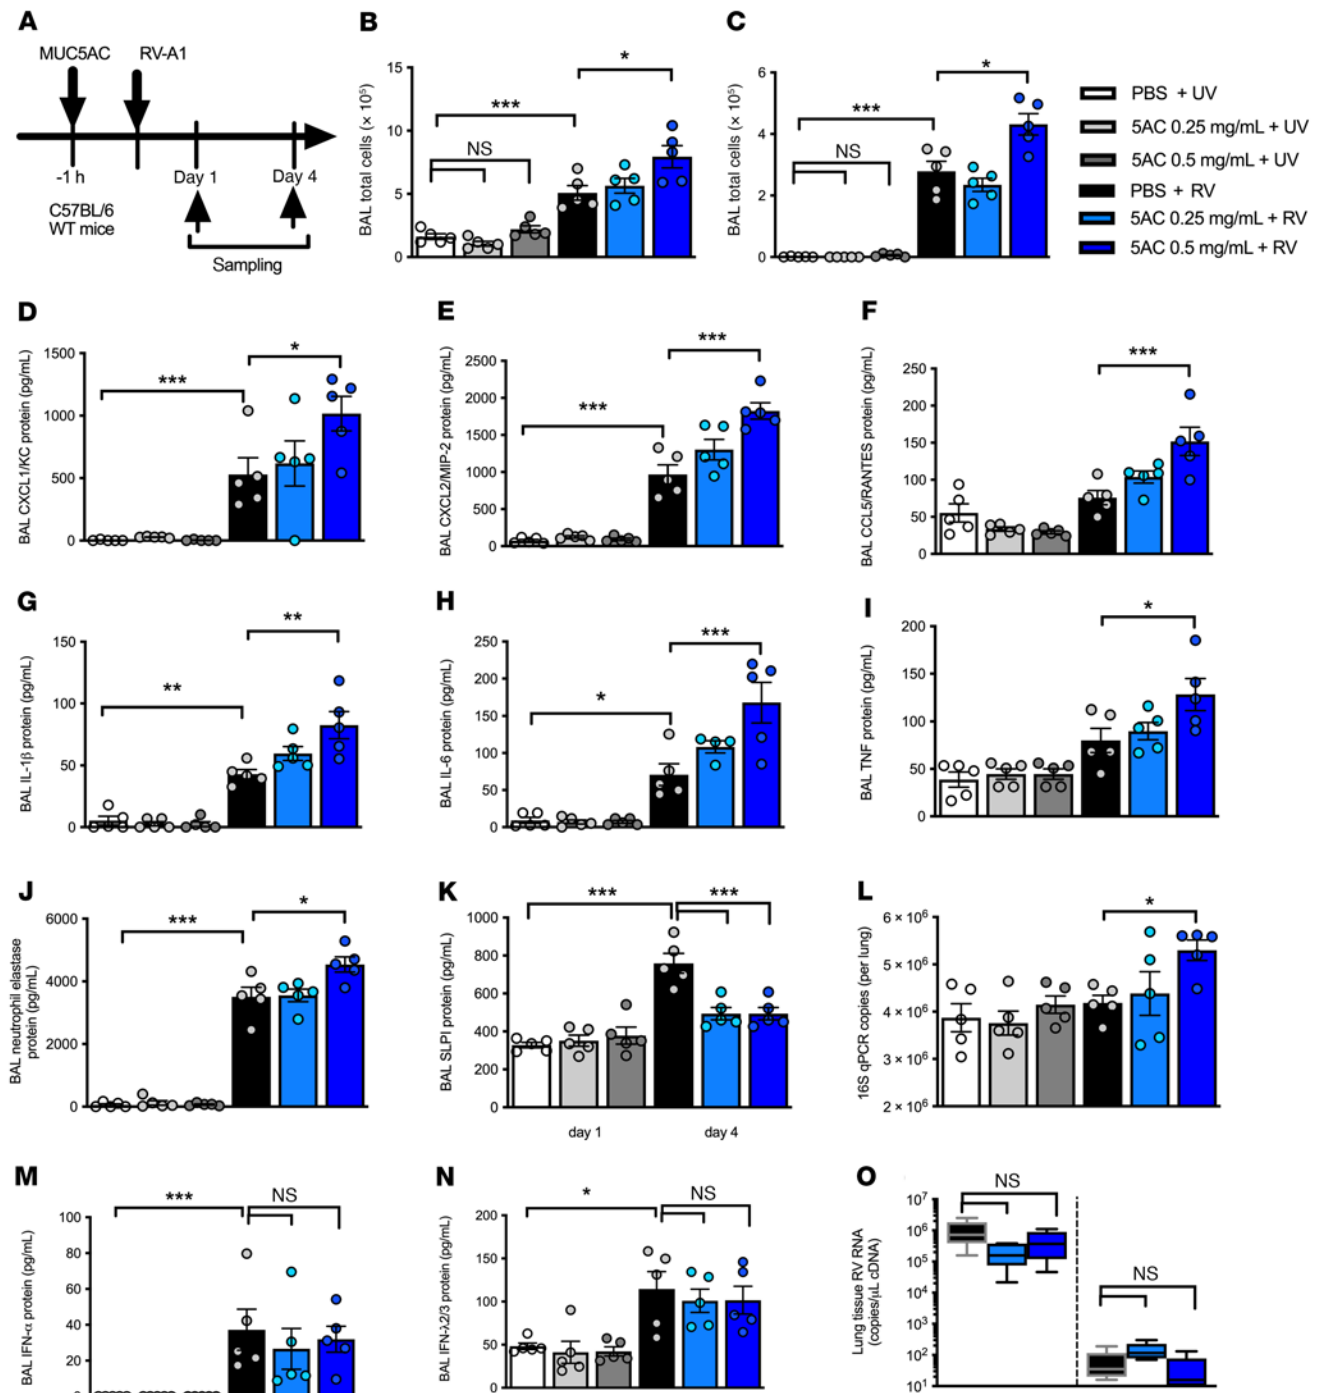 A
MUC5AC
RV-A1
-1 h
Day 1
Day 4
C57BL/6
WT mice
Sampling
B
BAL total cells (× 10⁵)
15
10
5
0
NS
***
*
C
BAL total cells (× 10⁵)
6
4
2
0
NS
***
*
PBS + UV
5AC 0.25 mg/mL + UV
5AC 0.5 mg/mL + UV
PBS + RV
5AC 0.25 mg/mL + RV
5AC 0.5 mg/mL + RV
D
BAL CXCL1/KC protein (pg/mL)
1500
1000
500
0
***
*
E
BAL CXCL2/MIP-2 protein (pg/mL)
2500
2000
1500
1000
500
0
***
***
F
BAL CCL5/RANTES protein (pg/mL)
250
200
150
100
50
0
***
G
BAL IL-1β protein (pg/mL)
150
100
50
0
**
**
H
BAL IL-6 protein (pg/mL)
250
200
150
100
50
0
*
***
I
BAL TNF protein (pg/mL)
200
150
100
50
0
*
J
BAL neutrophil elastase
protein (pg/mL)
6000
4000
2000
0
***
*
K
BAL SLPI protein (pg/mL)
1000
800
600
400
200
0
***
***
day 1
day 4
L
16S qPCR copies (per lung)
6 × 10⁶
5 × 10⁶
4 × 10⁶
3 × 10⁶
2 × 10⁶
*
M
BAL IFN-α protein (pg/mL)
100
80
60
40
20
***
NS
N
BAL IFN-λ2/3 protein (pg/mL)
200
150
100
50
0
*
NS
O
Lung tissue RV RNA
(copies/μL cDNA)
10⁷
10⁶
10⁵
10⁴
10³
10²
10¹
NS
NS